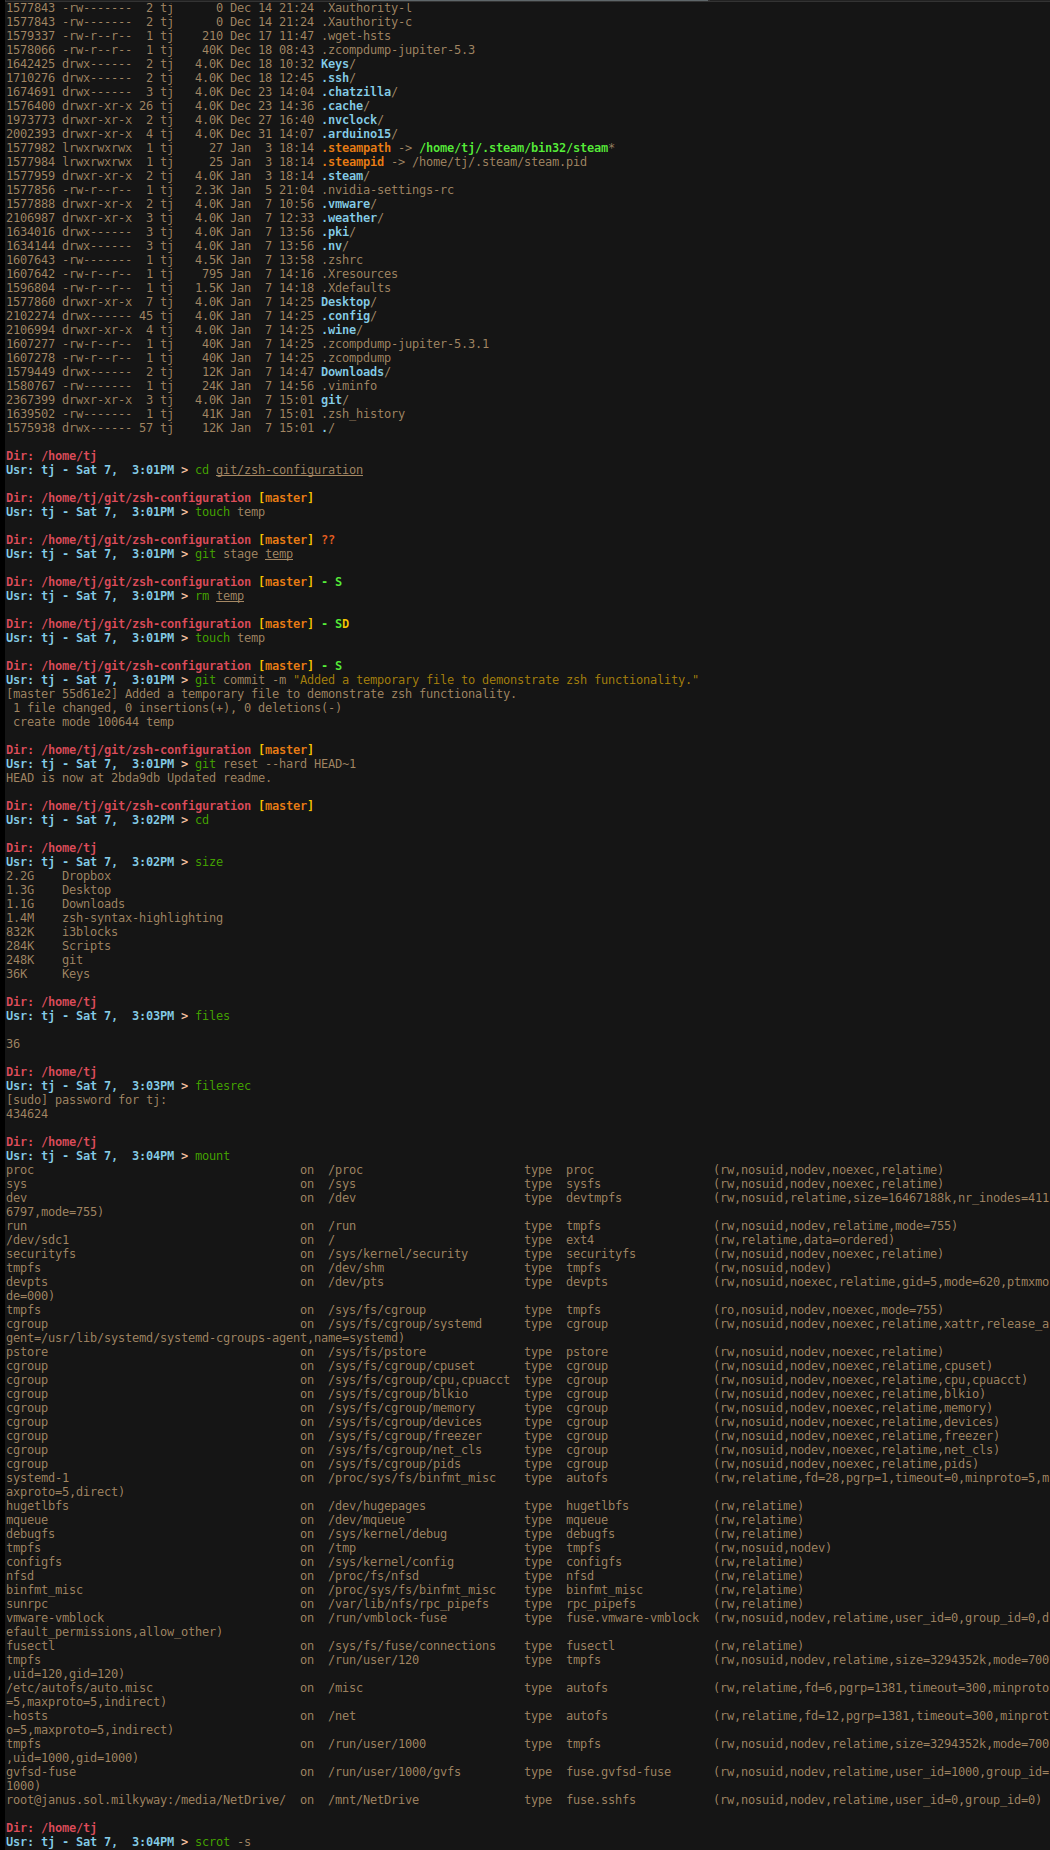 1577843 -rw-------  2 tj      0 Dec 14 21:24 .Xauthority-l
1577843 -rw-------  2 tj      0 Dec 14 21:24 .Xauthority-c
1579337 -rw-r--r--  1 tj    210 Dec 17 11:47 .wget-hsts
1578066 -rw-r--r--  1 tj    40K Dec 18 08:43 .zcompdump-jupiter-5.3
1642425 drwx------  2 tj   4.0K Dec 18 10:32 Keys/
1710276 drwx------  2 tj   4.0K Dec 18 12:45 .ssh/
1674691 drwx------  3 tj   4.0K Dec 23 14:04 .chatzilla/
1576400 drwxr-xr-x 26 tj   4.0K Dec 23 14:36 .cache/
1973773 drwxr-xr-x  2 tj   4.0K Dec 27 16:40 .nvclock/
2002393 drwxr-xr-x  4 tj   4.0K Dec 31 14:07 .arduino15/
1577982 lrwxrwxrwx  1 tj     27 Jan  3 18:14 .steampath -> /home/tj/.steam/bin32/steam*
1577984 lrwxrwxrwx  1 tj     25 Jan  3 18:14 .steampid -> /home/tj/.steam/steam.pid
1577959 drwxr-xr-x  2 tj   4.0K Jan  3 18:14 .steam/
1577856 -rw-r--r--  1 tj   2.3K Jan  5 21:04 .nvidia-settings-rc
1577888 drwxr-xr-x  2 tj   4.0K Jan  7 10:56 .vmware/
2106987 drwxr-xr-x  3 tj   4.0K Jan  7 12:33 .weather/
1634016 drwx------  3 tj   4.0K Jan  7 13:56 .pki/
1634144 drwx------  3 tj   4.0K Jan  7 13:56 .nv/
1607643 -rw-------  1 tj   4.5K Jan  7 13:58 .zshrc
1607642 -rw-r--r--  1 tj    795 Jan  7 14:16 .Xresources
1596804 -rw-r--r--  1 tj   1.5K Jan  7 14:18 .Xdefaults
1577860 drwxr-xr-x  7 tj   4.0K Jan  7 14:25 Desktop/
2102274 drwx------ 45 tj   4.0K Jan  7 14:25 .config/
2106994 drwxr-xr-x  4 tj   4.0K Jan  7 14:25 .wine/
1607277 -rw-r--r--  1 tj    40K Jan  7 14:25 .zcompdump-jupiter-5.3.1
1607278 -rw-r--r--  1 tj    40K Jan  7 14:25 .zcompdump
1579449 drwx------  2 tj    12K Jan  7 14:47 Downloads/
1580767 -rw-------  1 tj    24K Jan  7 14:56 .viminfo
2367399 drwxr-xr-x  3 tj   4.0K Jan  7 15:01 git/
1639502 -rw-------  1 tj    41K Jan  7 15:01 .zsh_history
1575938 drwx------ 57 tj    12K Jan  7 15:01 ./
Dir: /home/tj
Usr: tj - Sat 7,  3:01PM > cd git/zsh-configuration
Dir: /home/tj/git/zsh-configuration [master]
Usr: tj - Sat 7,  3:01PM > touch temp
Dir: /home/tj/git/zsh-configuration [master] ??
Usr: tj - Sat 7,  3:01PM > git stage temp
Dir: /home/tj/git/zsh-configuration [master] - S
Usr: tj - Sat 7,  3:01PM > rm temp
Dir: /home/tj/git/zsh-configuration [master] - SD
Usr: tj - Sat 7,  3:01PM > touch temp
Dir: /home/tj/git/zsh-configuration [master] - S
Usr: tj - Sat 7,  3:01PM > git commit -m "Added a temporary file to demonstrate zsh functionality."
[master 55d61e2] Added a temporary file to demonstrate zsh functionality.
 1 file changed, 0 insertions(+), 0 deletions(-)
 create mode 100644 temp
Dir: /home/tj/git/zsh-configuration [master]
Usr: tj - Sat 7,  3:01PM > git reset --hard HEAD~1
HEAD is now at 2bda9db Updated readme.
Dir: /home/tj/git/zsh-configuration [master]
Usr: tj - Sat 7,  3:02PM > cd
Dir: /home/tj
Usr: tj - Sat 7,  3:02PM > size
2.2G    Dropbox
1.3G    Desktop
1.1G    Downloads
1.4M    zsh-syntax-highlighting
832K    i3blocks
284K    Scripts
248K    git
36K     Keys
Dir: /home/tj
Usr: tj - Sat 7,  3:03PM > files
36
Dir: /home/tj
Usr: tj - Sat 7,  3:03PM > filesrec
[sudo] password for tj:
434624
Dir: /home/tj
Usr: tj - Sat 7,  3:04PM > mount
proc on /proc type proc (rw,nosuid,nodev,noexec,relatime)
sys on /sys type sysfs (rw,nosuid,nodev,noexec,relatime)
dev on /dev type devtmpfs (rw,nosuid,relatime,size=16467188k,nr_inodes=411
6797,mode=755)
run on /run type tmpfs (rw,nosuid,nodev,relatime,mode=755)
/dev/sdc1 on / type ext4 (rw,relatime,data=ordered)
securityfs on /sys/kernel/security type securityfs (rw,nosuid,nodev,noexec,relatime)
tmpfs on /dev/shm type tmpfs (rw,nosuid,nodev)
devpts on /dev/pts type devpts (rw,nosuid,noexec,relatime,gid=5,mode=620,ptmxmo
de=000)
tmpfs on /sys/fs/cgroup type tmpfs (ro,nosuid,nodev,noexec,mode=755)
cgroup on /sys/fs/cgroup/systemd type cgroup (rw,nosuid,nodev,noexec,relatime,xattr,release_a
gent=/usr/lib/systemd/systemd-cgroups-agent,name=systemd)
pstore on /sys/fs/pstore type pstore (rw,nosuid,nodev,noexec,relatime)
cgroup on /sys/fs/cgroup/cpuset type cgroup (rw,nosuid,nodev,noexec,relatime,cpuset)
cgroup on /sys/fs/cgroup/cpu,cpuacct type cgroup (rw,nosuid,nodev,noexec,relatime,cpu,cpuacct)
cgroup on /sys/fs/cgroup/blkio type cgroup (rw,nosuid,nodev,noexec,relatime,blkio)
cgroup on /sys/fs/cgroup/memory type cgroup (rw,nosuid,nodev,noexec,relatime,memory)
cgroup on /sys/fs/cgroup/devices type cgroup (rw,nosuid,nodev,noexec,relatime,devices)
cgroup on /sys/fs/cgroup/freezer type cgroup (rw,nosuid,nodev,noexec,relatime,freezer)
cgroup on /sys/fs/cgroup/net_cls type cgroup (rw,nosuid,nodev,noexec,relatime,net_cls)
cgroup on /sys/fs/cgroup/pids type cgroup (rw,nosuid,nodev,noexec,relatime,pids)
systemd-1 on /proc/sys/fs/binfmt_misc type autofs (rw,relatime,fd=28,pgrp=1,timeout=0,minproto=5,m
axproto=5,direct)
hugetlbfs on /dev/hugepages type hugetlbfs (rw,relatime)
mqueue on /dev/mqueue type mqueue (rw,relatime)
debugfs on /sys/kernel/debug type debugfs (rw,relatime)
tmpfs on /tmp type tmpfs (rw,nosuid,nodev)
configfs on /sys/kernel/config type configfs (rw,relatime)
nfsd on /proc/fs/nfsd type nfsd (rw,relatime)
binfmt_misc on /proc/sys/fs/binfmt_misc type binfmt_misc (rw,relatime)
sunrpc on /var/lib/nfs/rpc_pipefs type rpc_pipefs (rw,relatime)
vmware-vmblock on /run/vmblock-fuse type fuse.vmware-vmblock (rw,nosuid,nodev,relatime,user_id=0,group_id=0,d
efault_permissions,allow_other)
fusectl on /sys/fs/fuse/connections type fusectl (rw,relatime)
tmpfs on /run/user/120 type tmpfs (rw,nosuid,nodev,relatime,size=3294352k,mode=700
,uid=120,gid=120)
/etc/autofs/auto.misc on /misc type autofs (rw,relatime,fd=6,pgrp=1381,timeout=300,minproto
=5,maxproto=5,indirect)
-hosts on /net type autofs (rw,relatime,fd=12,pgrp=1381,timeout=300,minprot
o=5,maxproto=5,indirect)
tmpfs on /run/user/1000 type tmpfs (rw,nosuid,nodev,relatime,size=3294352k,mode=700
,uid=1000,gid=1000)
gvfsd-fuse on /run/user/1000/gvfs type fuse.gvfsd-fuse (rw,nosuid,nodev,relatime,user_id=1000,group_id=
1000)
root@janus.sol.milkyway:/media/NetDrive/ on /mnt/NetDrive type fuse.sshfs (rw,nosuid,nodev,relatime,user_id=0,group_id=0)
Dir: /home/tj
Usr: tj - Sat 7,  3:04PM > scrot -s